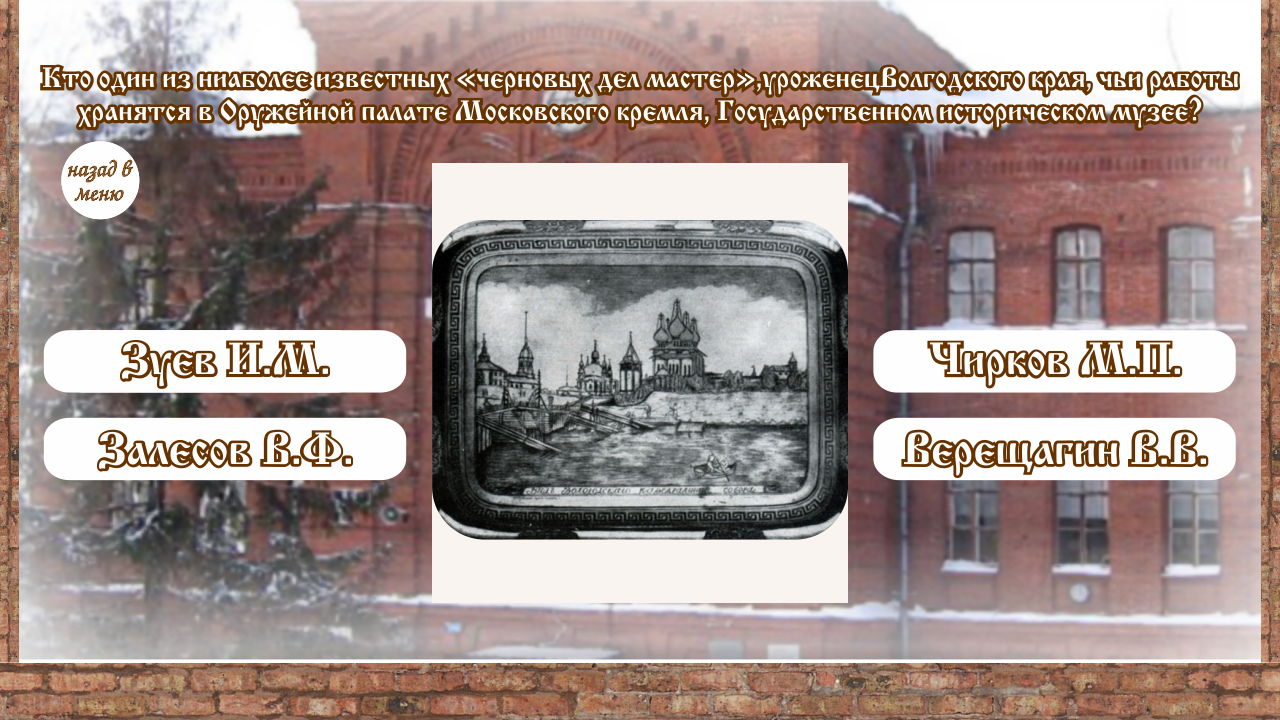 Кто один из ниаболее известных «черновых дел мастер»,уроженецВолгодского края, чьи работы
хранятся в Оружейной палате Московского кремля, Государственном историческом музее?
назад в
меню
Зуев И.М.
Чирков М.П.
Залесов В.Ф.
Верещагин В.В.